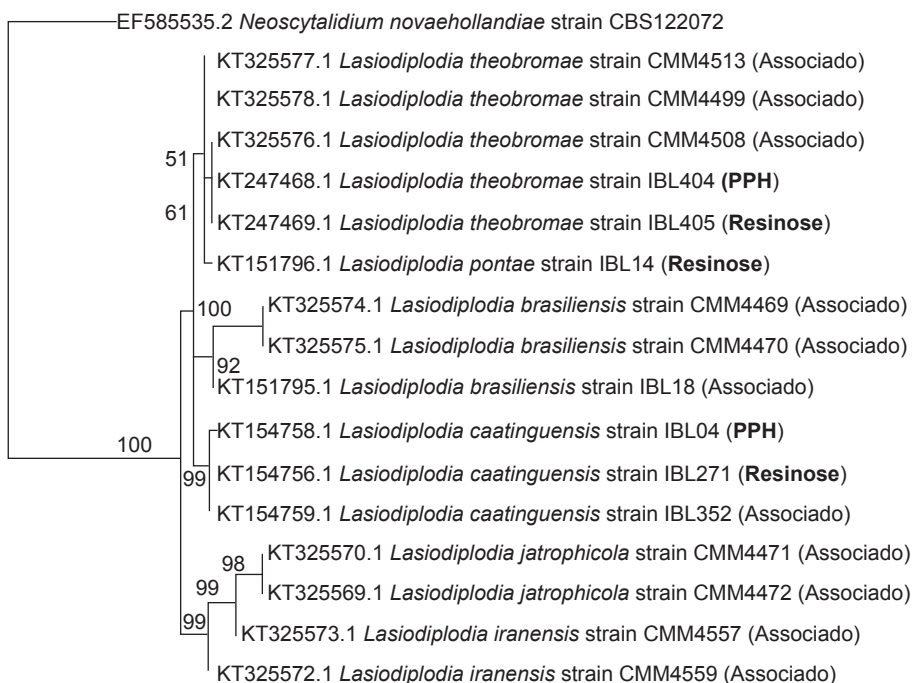 EF585535.2 Neoscytalidium novaehollandiae strain CBS122072
KT325577.1 Lasiodiplodia theobromae strain CMM4513 (Associado)
KT325578.1 Lasiodiplodia theobromae strain CMM4499 (Associado)
KT325576.1 Lasiodiplodia theobromae strain CMM4508 (Associado)
51
KT247468.1 Lasiodiplodia theobromae strain IBL404 (PPH)
61
KT247469.1 Lasiodiplodia theobromae strain IBL405 (Resinose)
KT151796.1 Lasiodiplodia pontae strain IBL14 (Resinose)
100
KT325574.1 Lasiodiplodia brasiliensis strain CMM4469 (Associado)
KT325575.1 Lasiodiplodia brasiliensis strain CMM4470 (Associado)
92
KT151795.1 Lasiodiplodia brasiliensis strain IBL18 (Associado)
KT154758.1 Lasiodiplodia caatinguensis strain IBL04 (PPH)
100
KT154756.1 Lasiodiplodia caatinguensis strain IBL271 (Resinose)
99
KT154759.1 Lasiodiplodia caatinguensis strain IBL352 (Associado)
KT325570.1 Lasiodiplodia jatrophicola strain CMM4471 (Associado)
98
99
KT325569.1 Lasiodiplodia jatrophicola strain CMM4472 (Associado)
99
KT325573.1 Lasiodiplodia iranensis strain CMM4557 (Associado)
KT325572.1 Lasiodiplodia iranensis strain CMM4559 (Associado)